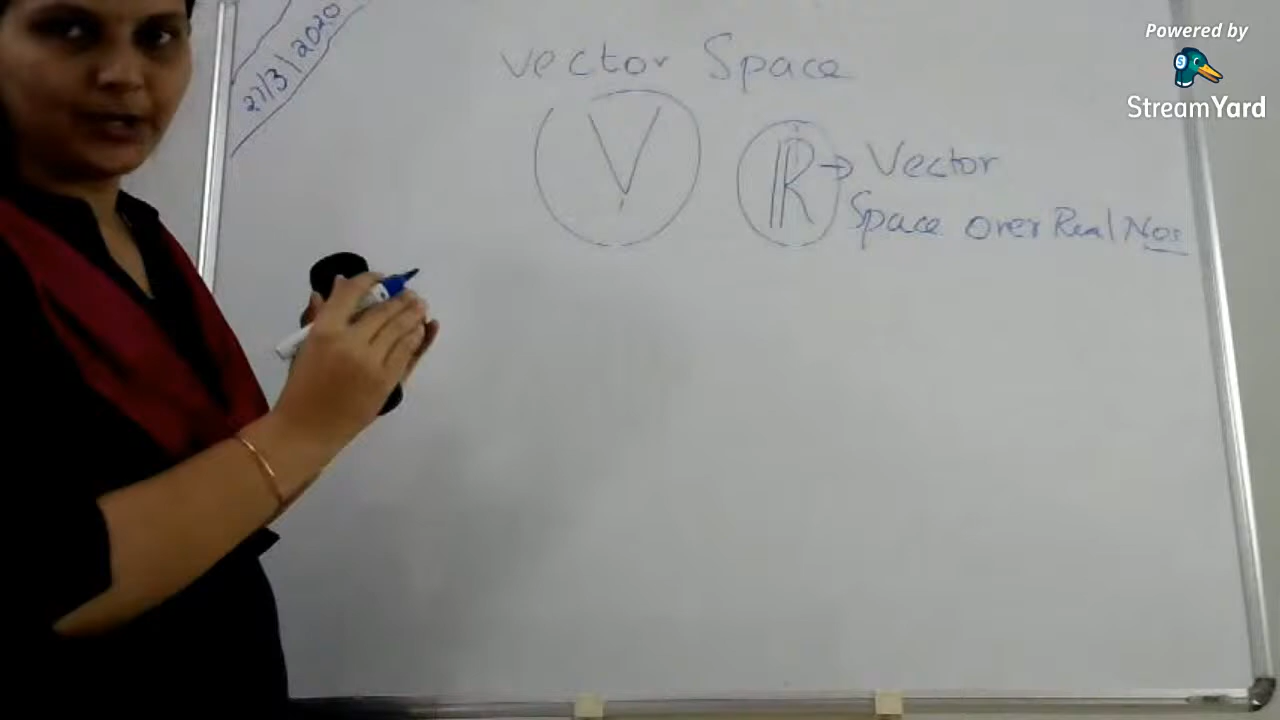 27/3/2020
Vector Space
V
ℝ → Vector
Space over Real Nos
Powered by
StreamYard